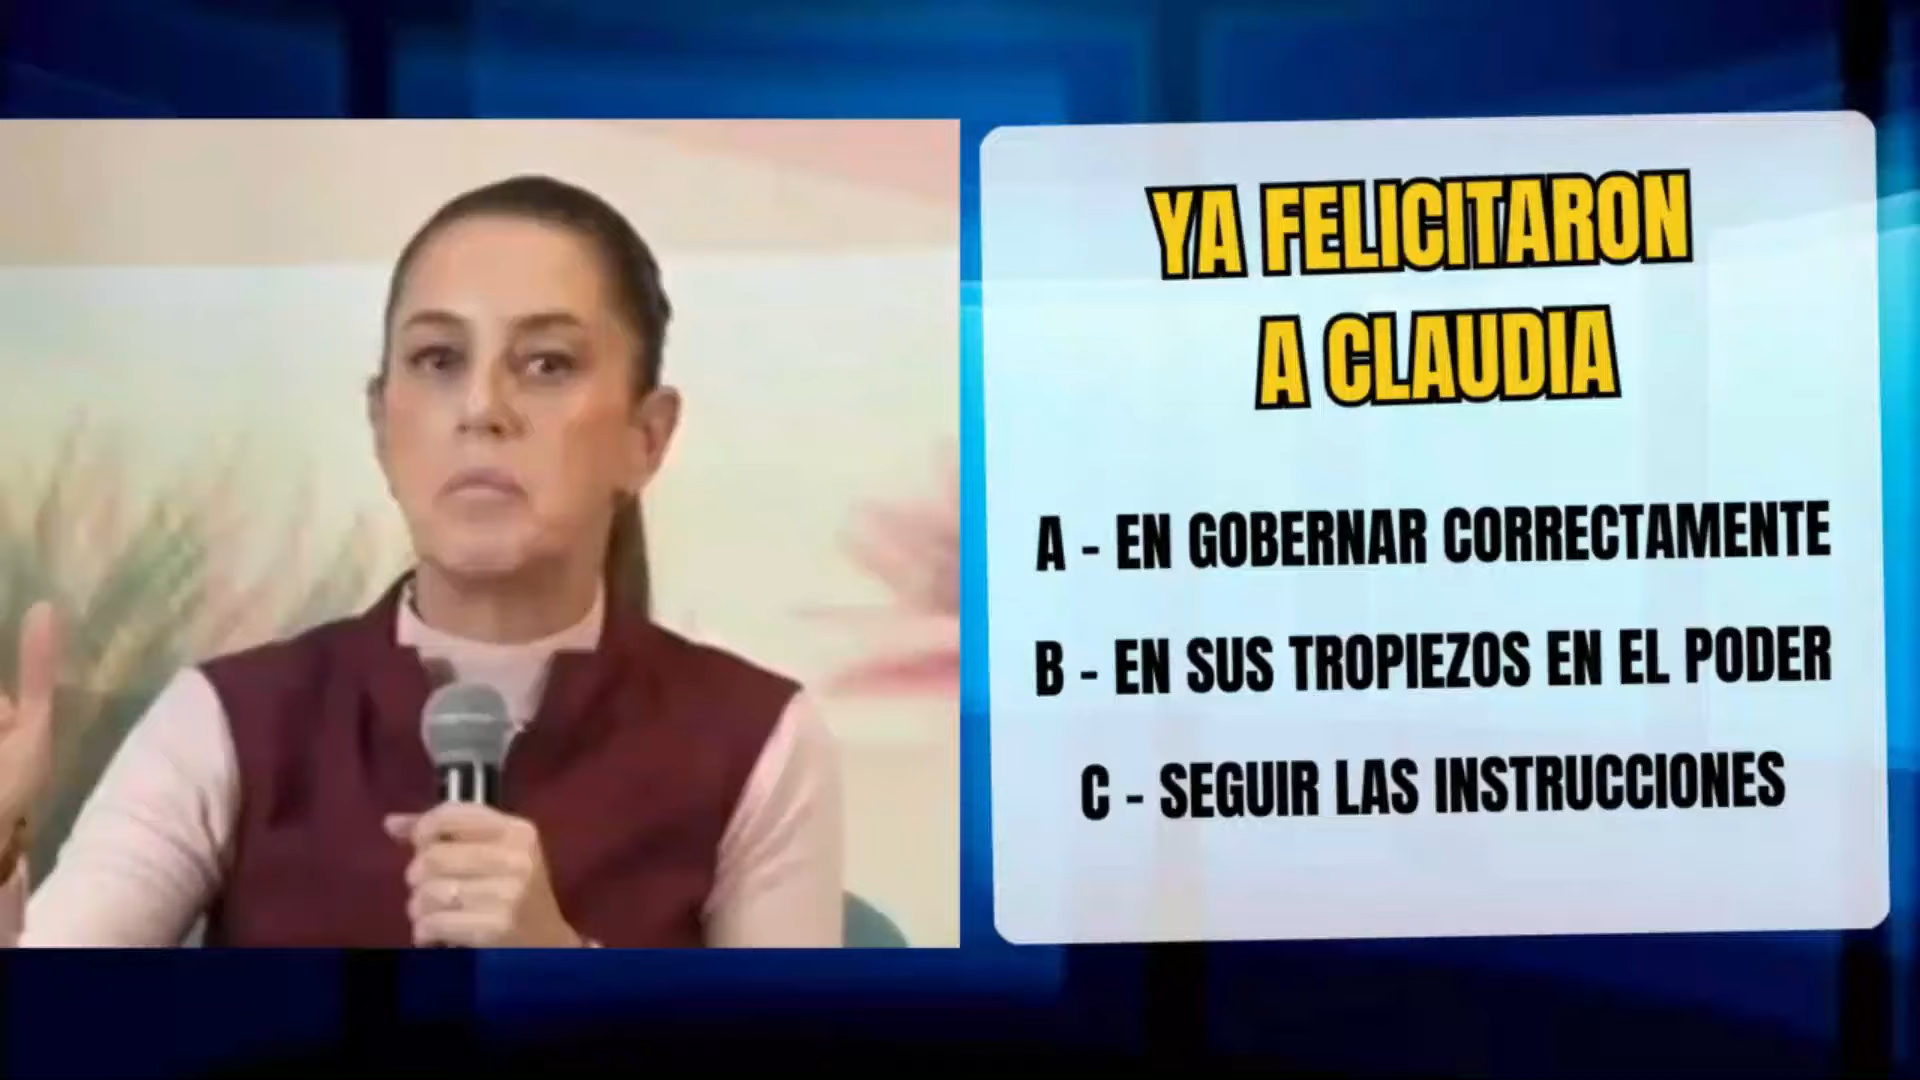 YA FELICITARON
A CLAUDIA
A - EN GOBERNAR CORRECTAMENTE
B - EN SUS TROPIEZOS EN EL PODER
C - SEGUIR LAS INSTRUCCIONES